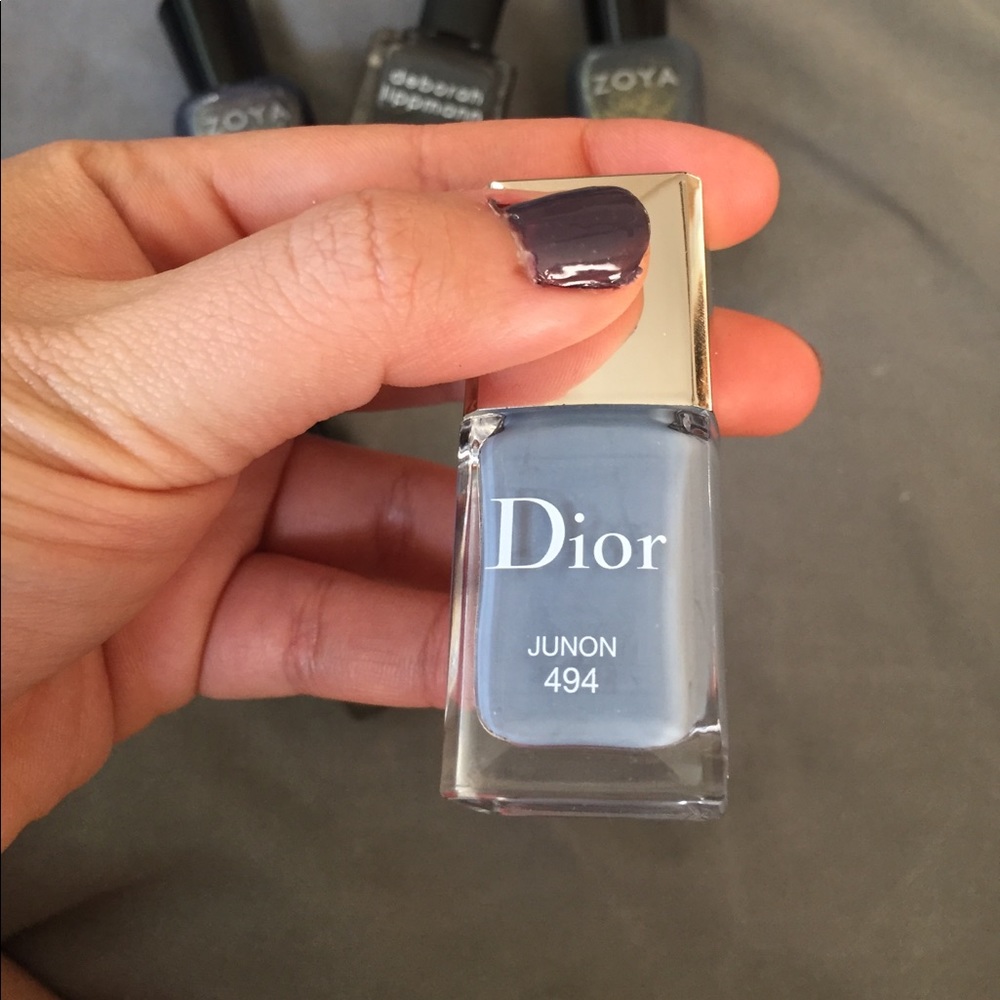 ZOYA
deborah
lippmann
ZOYA
Dior
JUNON
494